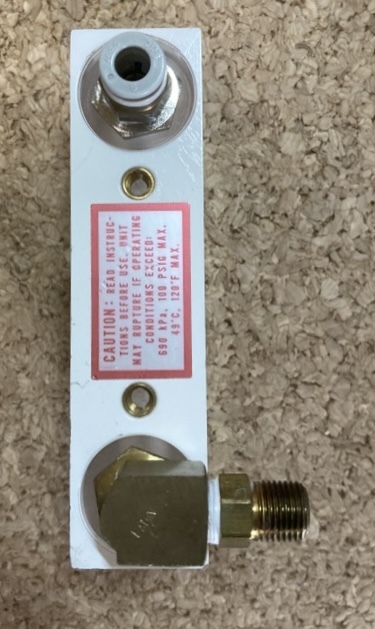 CAUTION: READ INSTRUC-
TIONS BEFORE USE. UNIT
MAY RUPTURE IF OPERATING
CONDITIONS EXCEED:
690 kPa, 100 PSIG MAX.
49°C, 120°F MAX.